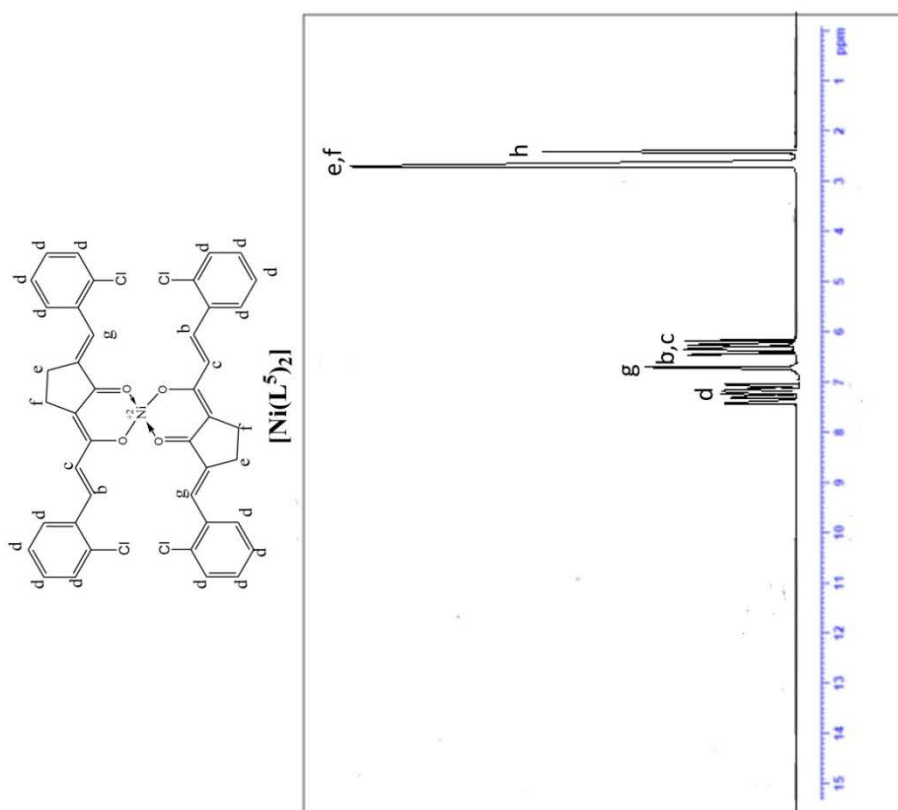 d d
d d f e d d
d c d d
b g
Cl O O Cl
+2
Ni
Cl O O Cl
g b
d c d
d e f d d
d d
[Ni(L⁵)₂]
e,f
h
g
b,c
d
15 14 13 12 11 10 9 8 7 6 5 4 3 2 1 ppm